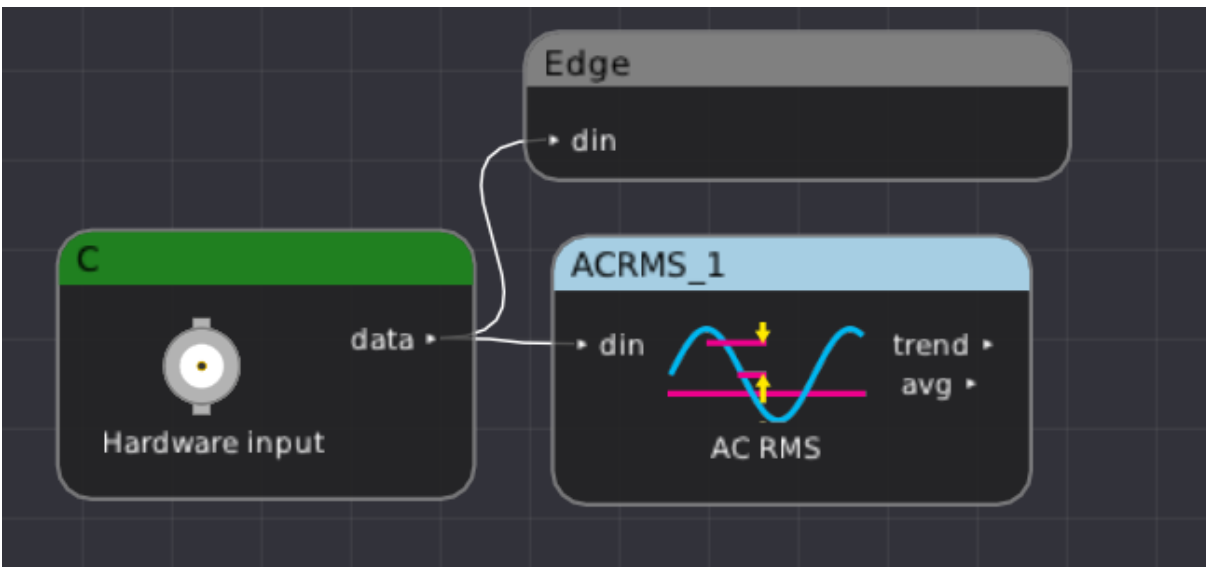 Edge
din
C
data
Hardware input
ACRMS_1
din
trend
avg
AC RMS